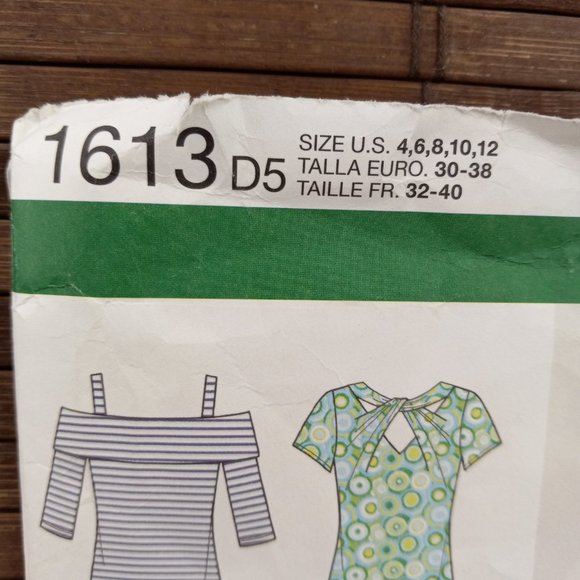 1613 D5
SIZE U.S. 4,6,8,10,12
TALLA EURO. 30-38
TAILLE FR. 32-40